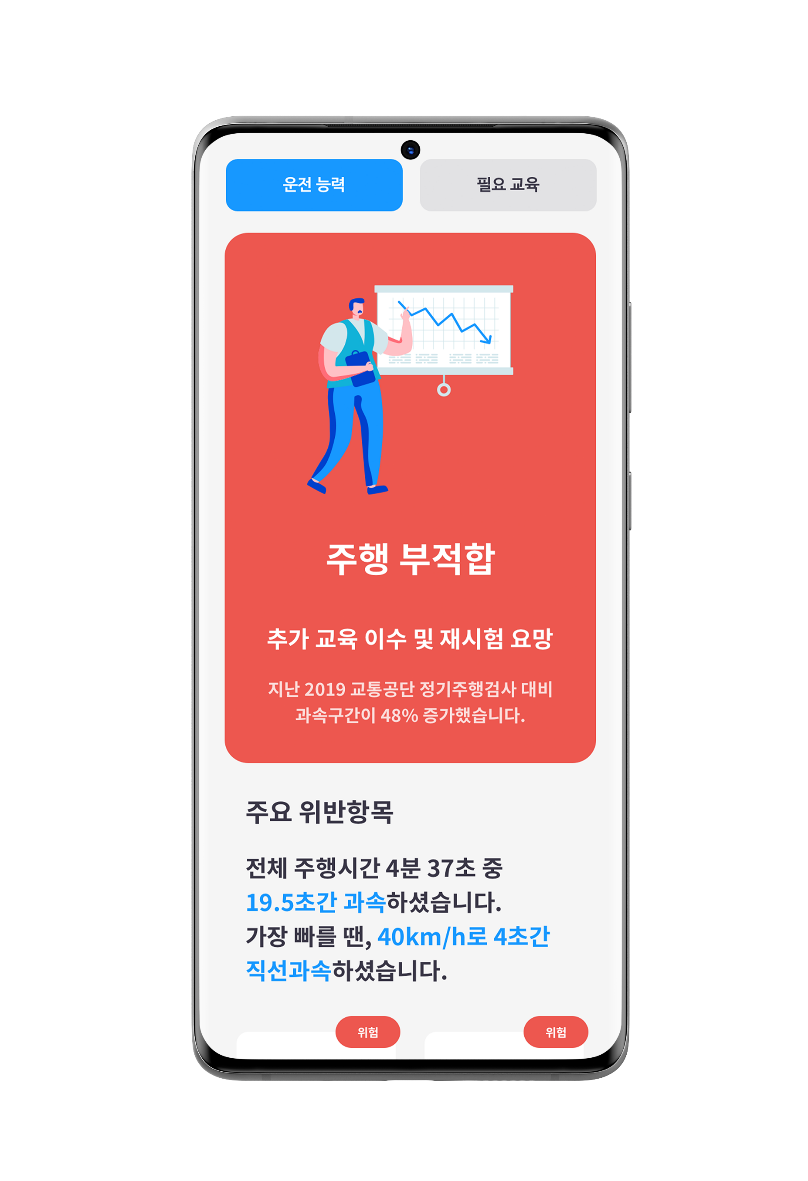 운전 능력
필요 교육
주행 부적합
추가 교육 이수 및 재시험 요망
지난 2019 교통공단 정기주행검사 대비
과속구간이 48% 증가했습니다.
주요 위반항목
전체 주행시간 4분 37초 중
19.5초간 과속하셨습니다.
가장 빠를 땐, 40km/h로 4초간
직선과속하셨습니다.
위험
위험